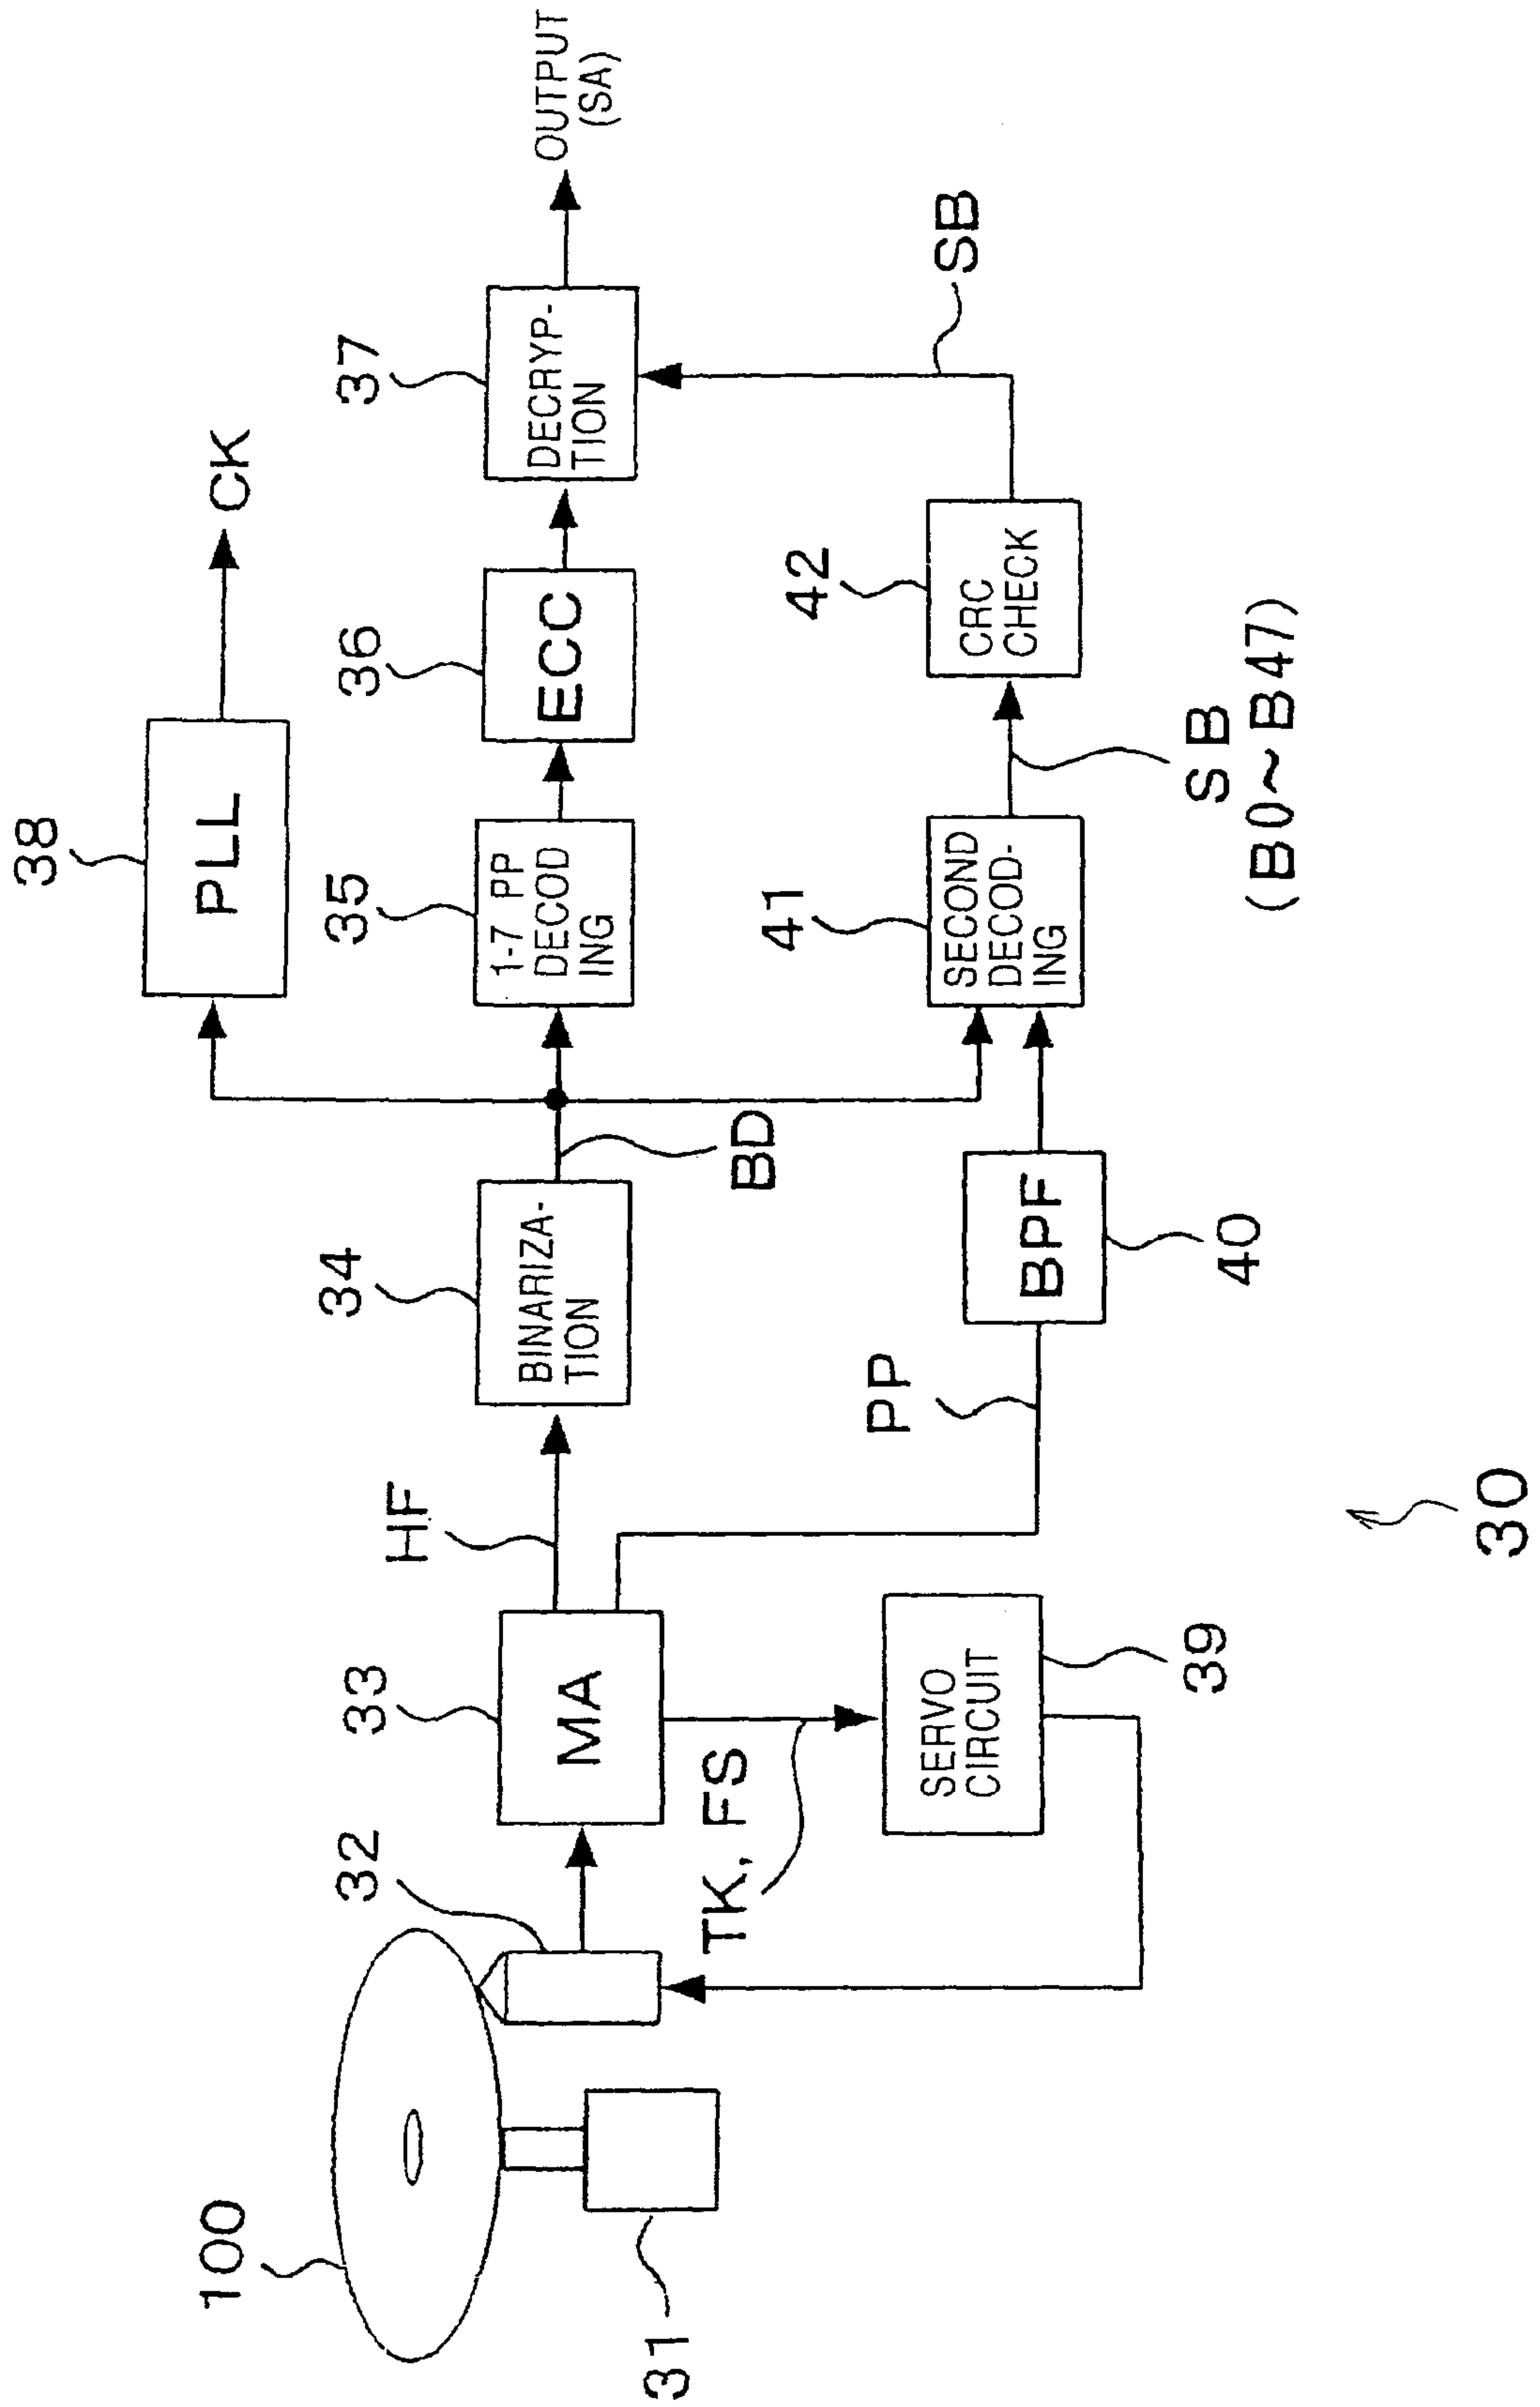 38
PLL
CK
37
DECRYP-
TION
OUTPUT
(SA)
36
ECC
35
1-7 PP
DECOD
ING
34
BINARIZA-
TION
BD
HF
33
MA
32
100
31
TK, FS
SERVO
CIRCUIT
39
PP
BPF
40
41
SECOND
DECOD-
ING
42
CRC
CHECK
SB
SB
(B0~B47)
30